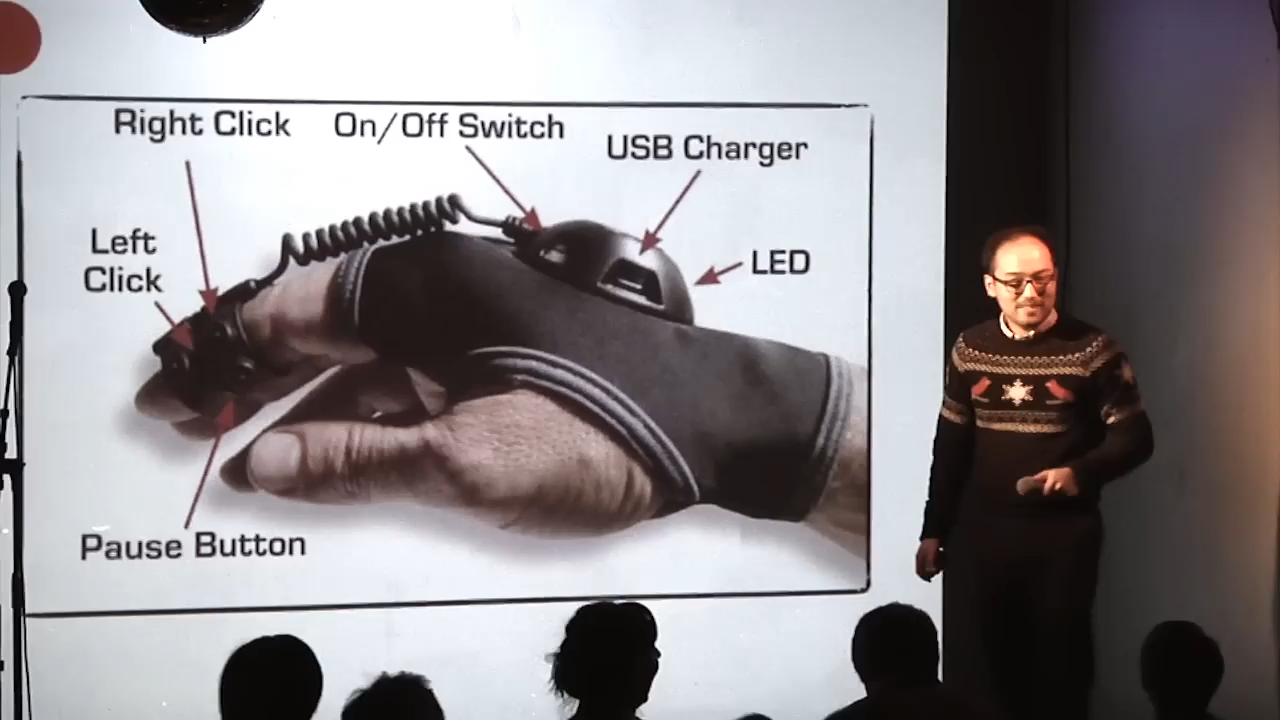 Right Click
On/Off Switch
USB Charger
Left
Click
LED
Pause Button